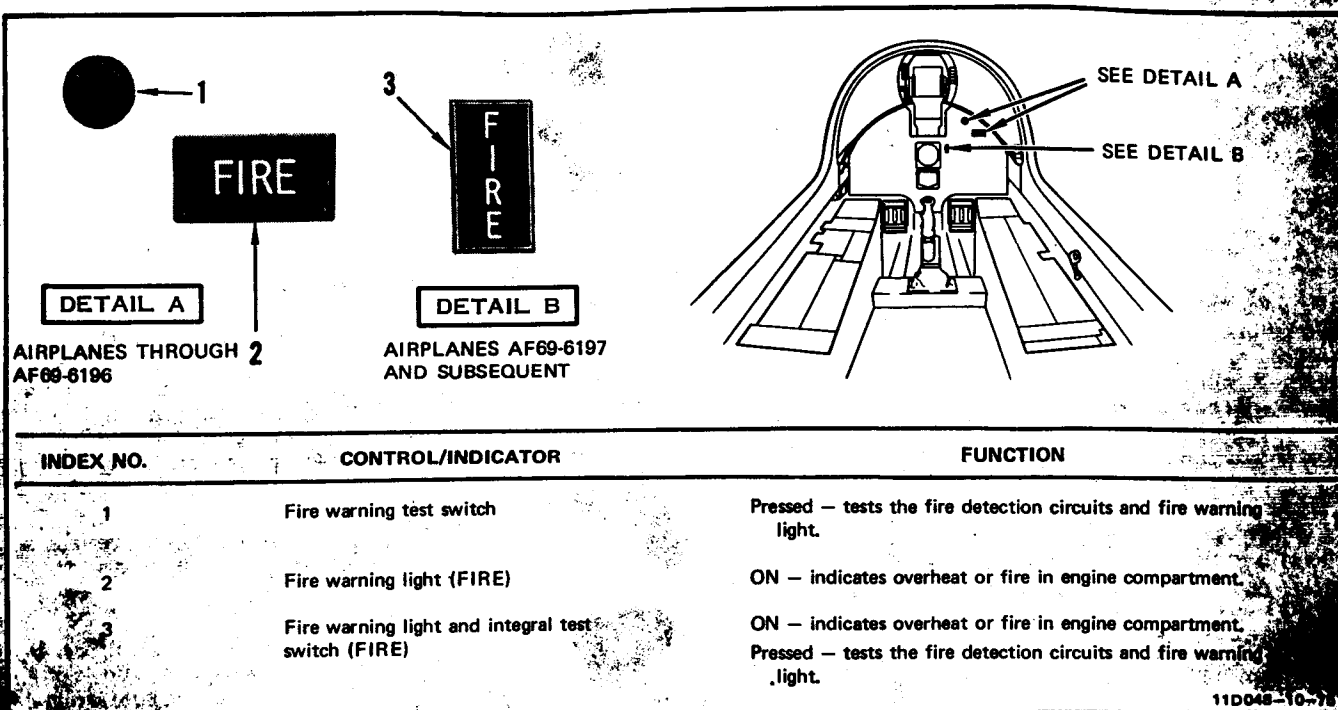 1
3
FIRE
FIRE
SEE DETAIL A
SEE DETAIL B
DETAIL A
DETAIL B
AIRPLANES THROUGH
AF69-6196
2
AIRPLANES AF69-6197
AND SUBSEQUENT
INDEX NO. CONTROL/INDICATOR FUNCTION
1 Fire warning test switch Pressed — tests the fire detection circuits and fire warning
light.
2 Fire warning light (FIRE) ON — indicates overheat or fire in engine compartment.
3 Fire warning light and integral test ON — indicates overheat or fire in engine compartment.
switch (FIRE) Pressed — tests the fire detection circuits and fire warning
light.